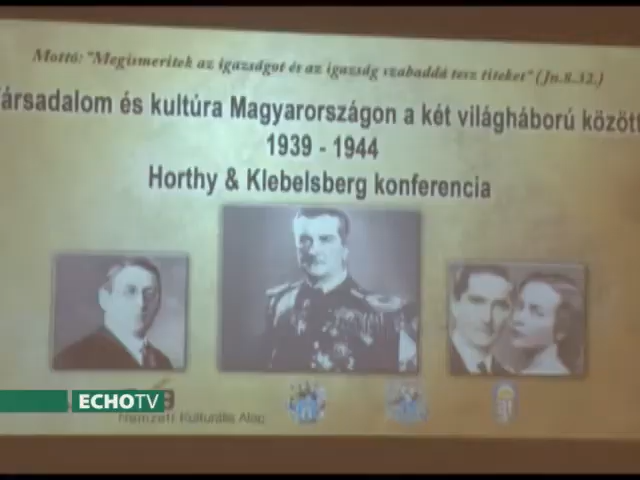 Mottó: "Megismeritek az igazságot és az igazság szabaddá tesz titeket" (Jn.8.32.)
ársadalom és kultúra Magyarországon a két világháború között
1939 - 1944
Horthy & Klebelsberg konferencia
ECHOTV
Nemzeti Kulturális Alap